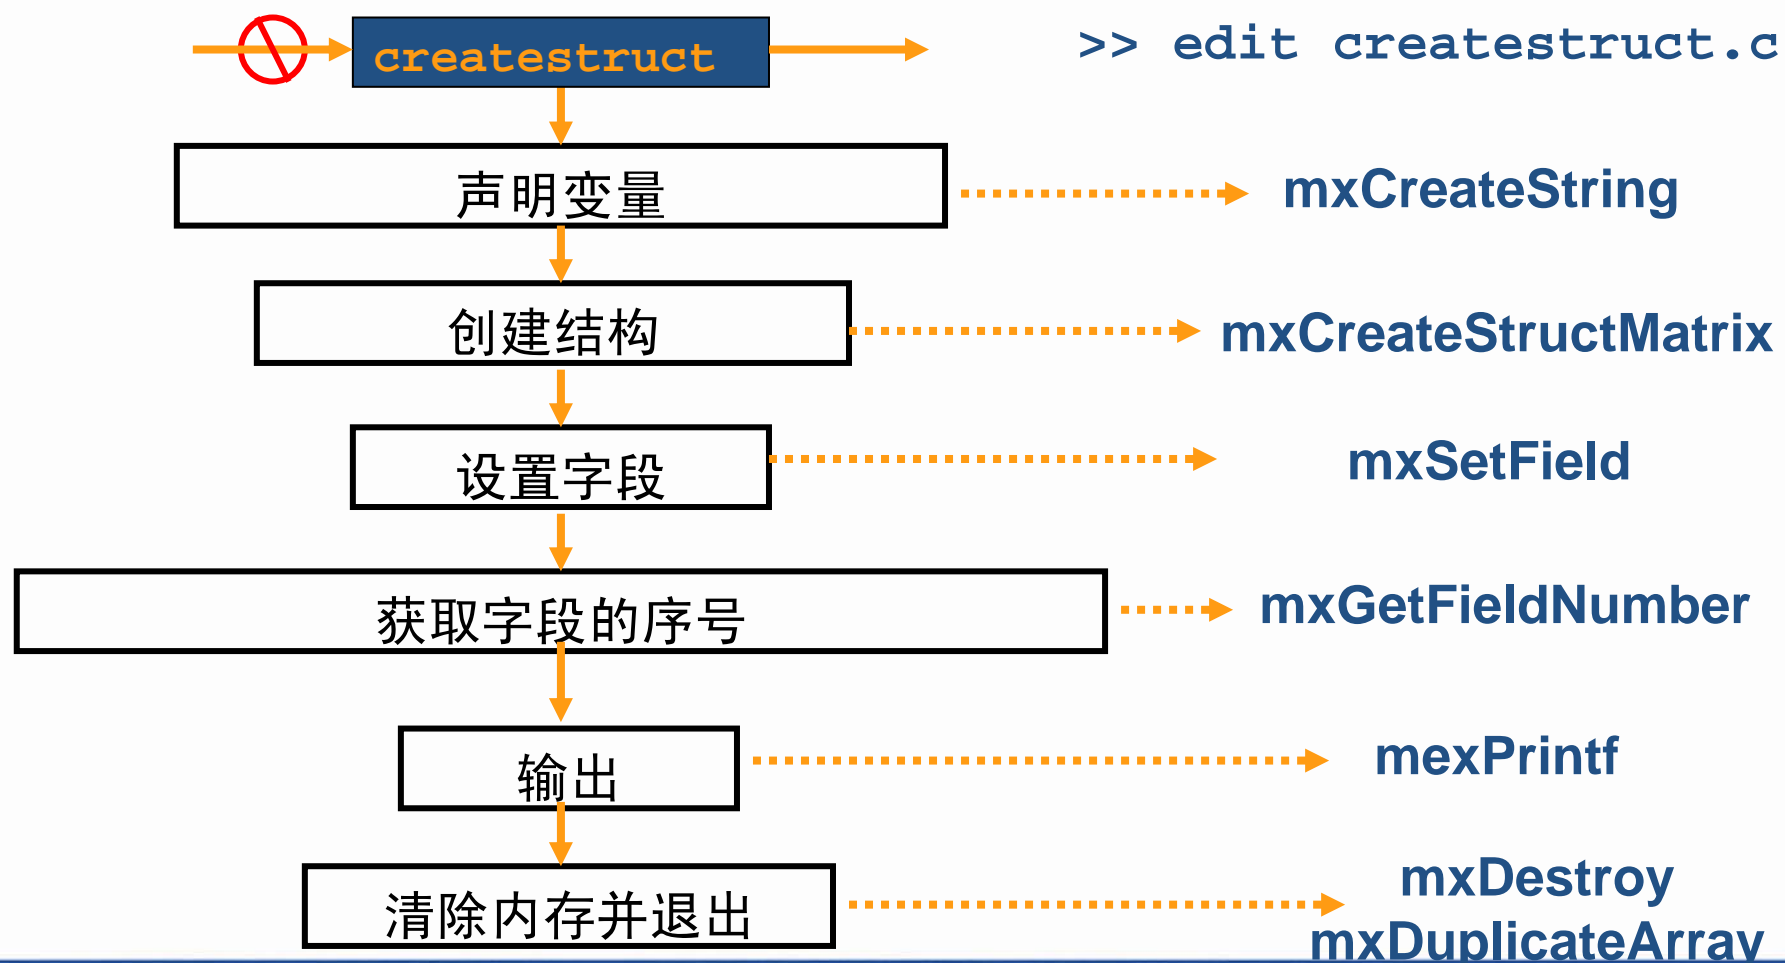 createstruct
>> edit createstruct.c
声明变量
mxCreateString
创建结构
mxCreateStructMatrix
设置字段
mxSetField
获取字段的序号
mxGetFieldNumber
输出
mexPrintf
清除内存并退出
mxDestroy
mxDuplicateArray